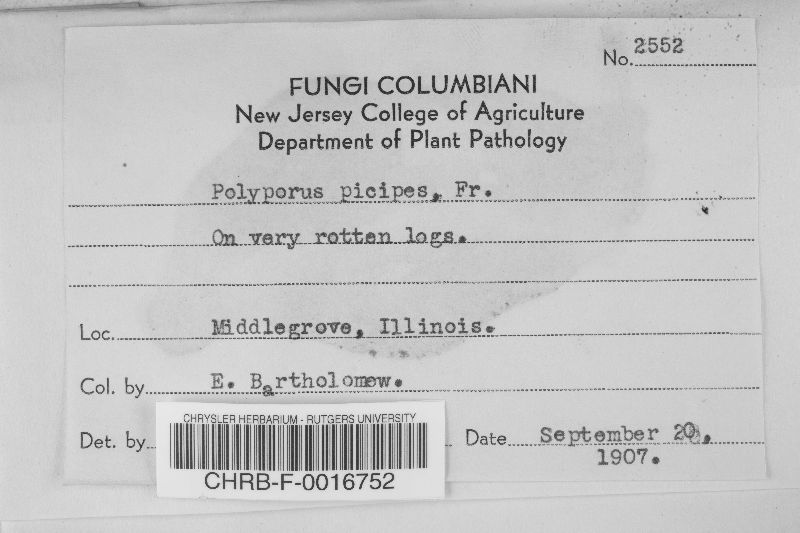 No. 2552
FUNGI COLUMBIANI
New Jersey College of Agriculture
Department of Plant Pathology
Polyporus picipes, Fr.
On very rotten logs.
Loc. Middlegrove, Illinois.
Col. by E. Bartholomew.
Det. by
Date September 20,
1907.
CHRYSLER HERBARIUM - RUTGERS UNIVERSITY
CHRB-F-0016752